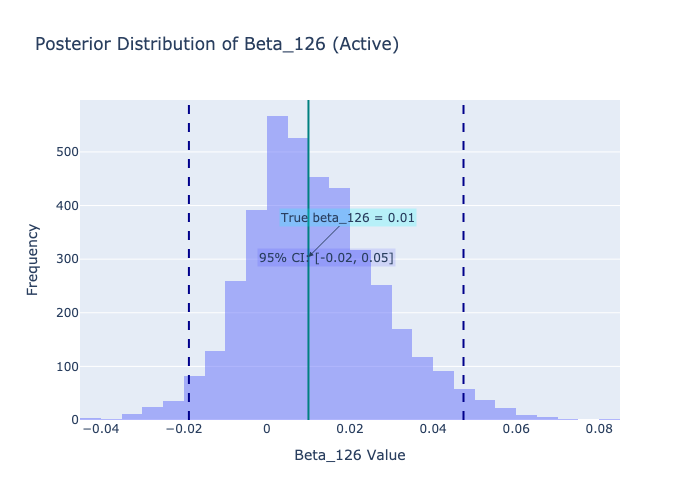 Posterior Distribution of Beta_126 (Active)
500
400
300
200
100
0
Frequency
True beta_126 = 0.01
95% CI: [-0.02, 0.05]
−0.04
−0.02
0
0.02
0.04
0.06
0.08
Beta_126 Value